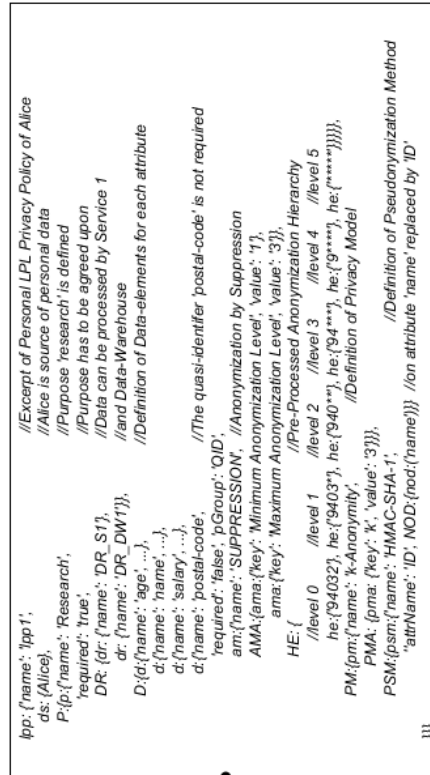 lpp: {'name': 'lpp1', //Excerpt of Personal LPL Privacy Policy of Alice
ds: {Alice}, //Alice is source of personal data
P:{p:{'name': 'Research', //Purpose 'research' is defined
'required': 'true', //Purpose has to be agreed upon
DR: {dr: {'name': 'DR_S1'}, //Data can be processed by Service 1
dr: {'name': 'DR_DW1'}}, //and Data-Warehouse
D:{d:{'name': 'age', ...}, //Definition of Data-elements for each attribute
d:{'name': 'name', ...},
d:{'name': 'salary', ...},
d:{'name': 'postal-code', //The quasi-identifer 'postal-code' is not required
'required': 'false', 'pGroup': 'QID',
am:{'name': 'SUPPRESSION', //Anonymization by Suppression
AMA:{ama:{'key': 'Minimum Anonymization Level', 'value': '1'},
ama:{'key': 'Maximum Anonymization Level', 'value': '3'}},
HE: { //Pre-Processed Anonymization Hierarchy
//level 0 //level 1 //level 2 //level 3 //level 4 //level 5
he:{'94032'}, he:{'9403*'}, he:{'940**'}, he:{'94***'}, he:{'9****'}, he:{'*****'}}}}},
PM:{pm:{'name': 'k-Anonymity', //Definition of Privacy Model
PMA: {pma: {'key': 'k', 'value': '3'}}},
PSM:{psm:{'name': 'HMAC-SHA-1', //Definition of Pseudonymization Method
''attrName': 'ID', NOD:{nod:{'name'}}} //on attribute 'name' replaced by 'ID'
}}}